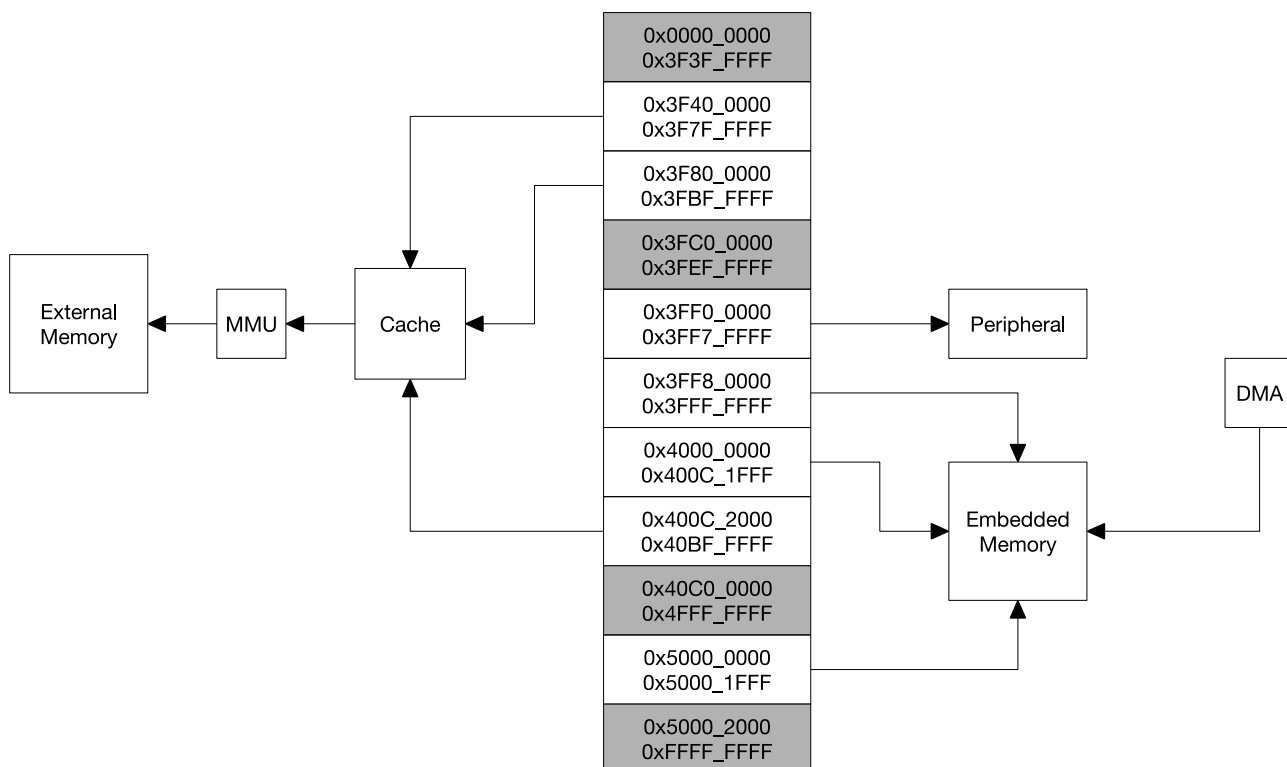 0x0000_0000
0x3F3F_FFFF
0x3F40_0000
0x3F7F_FFFF
0x3F80_0000
0x3FBF_FFFF
0x3FC0_0000
0x3FEF_FFFF
External
Memory
MMU
Cache
0x3FF0_0000
0x3FF7_FFFF
Peripheral
0x3FF8_0000
0x3FFF_FFFF
DMA
0x4000_0000
0x400C_1FFF
0x400C_2000
0x40BF_FFFF
Embedded
Memory
0x40C0_0000
0x4FFF_FFFF
0x5000_0000
0x5000_1FFF
0x5000_2000
0xFFFF_FFFF